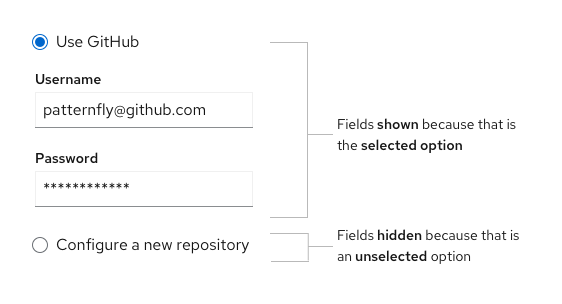 Use GitHub
Username
patternfly@github.com
Password
************
Fields shown because that is
the selected option
Configure a new repository
Fields hidden because that is
an unselected option